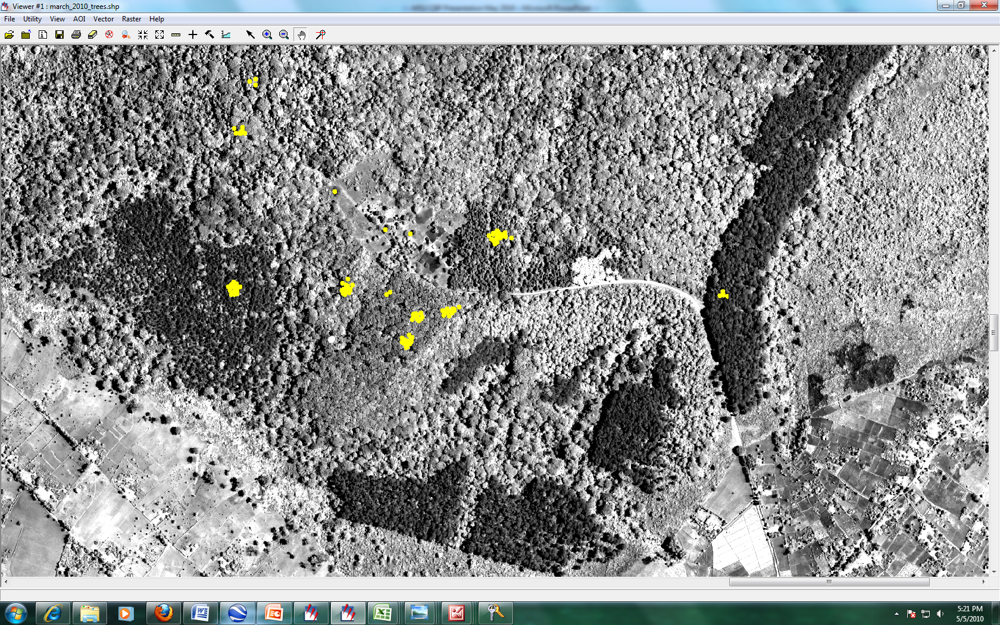 Viewer #1 : march_2010_trees.shp
File Utility View AOI Vector Raster Help
5:21 PM
5/5/2010